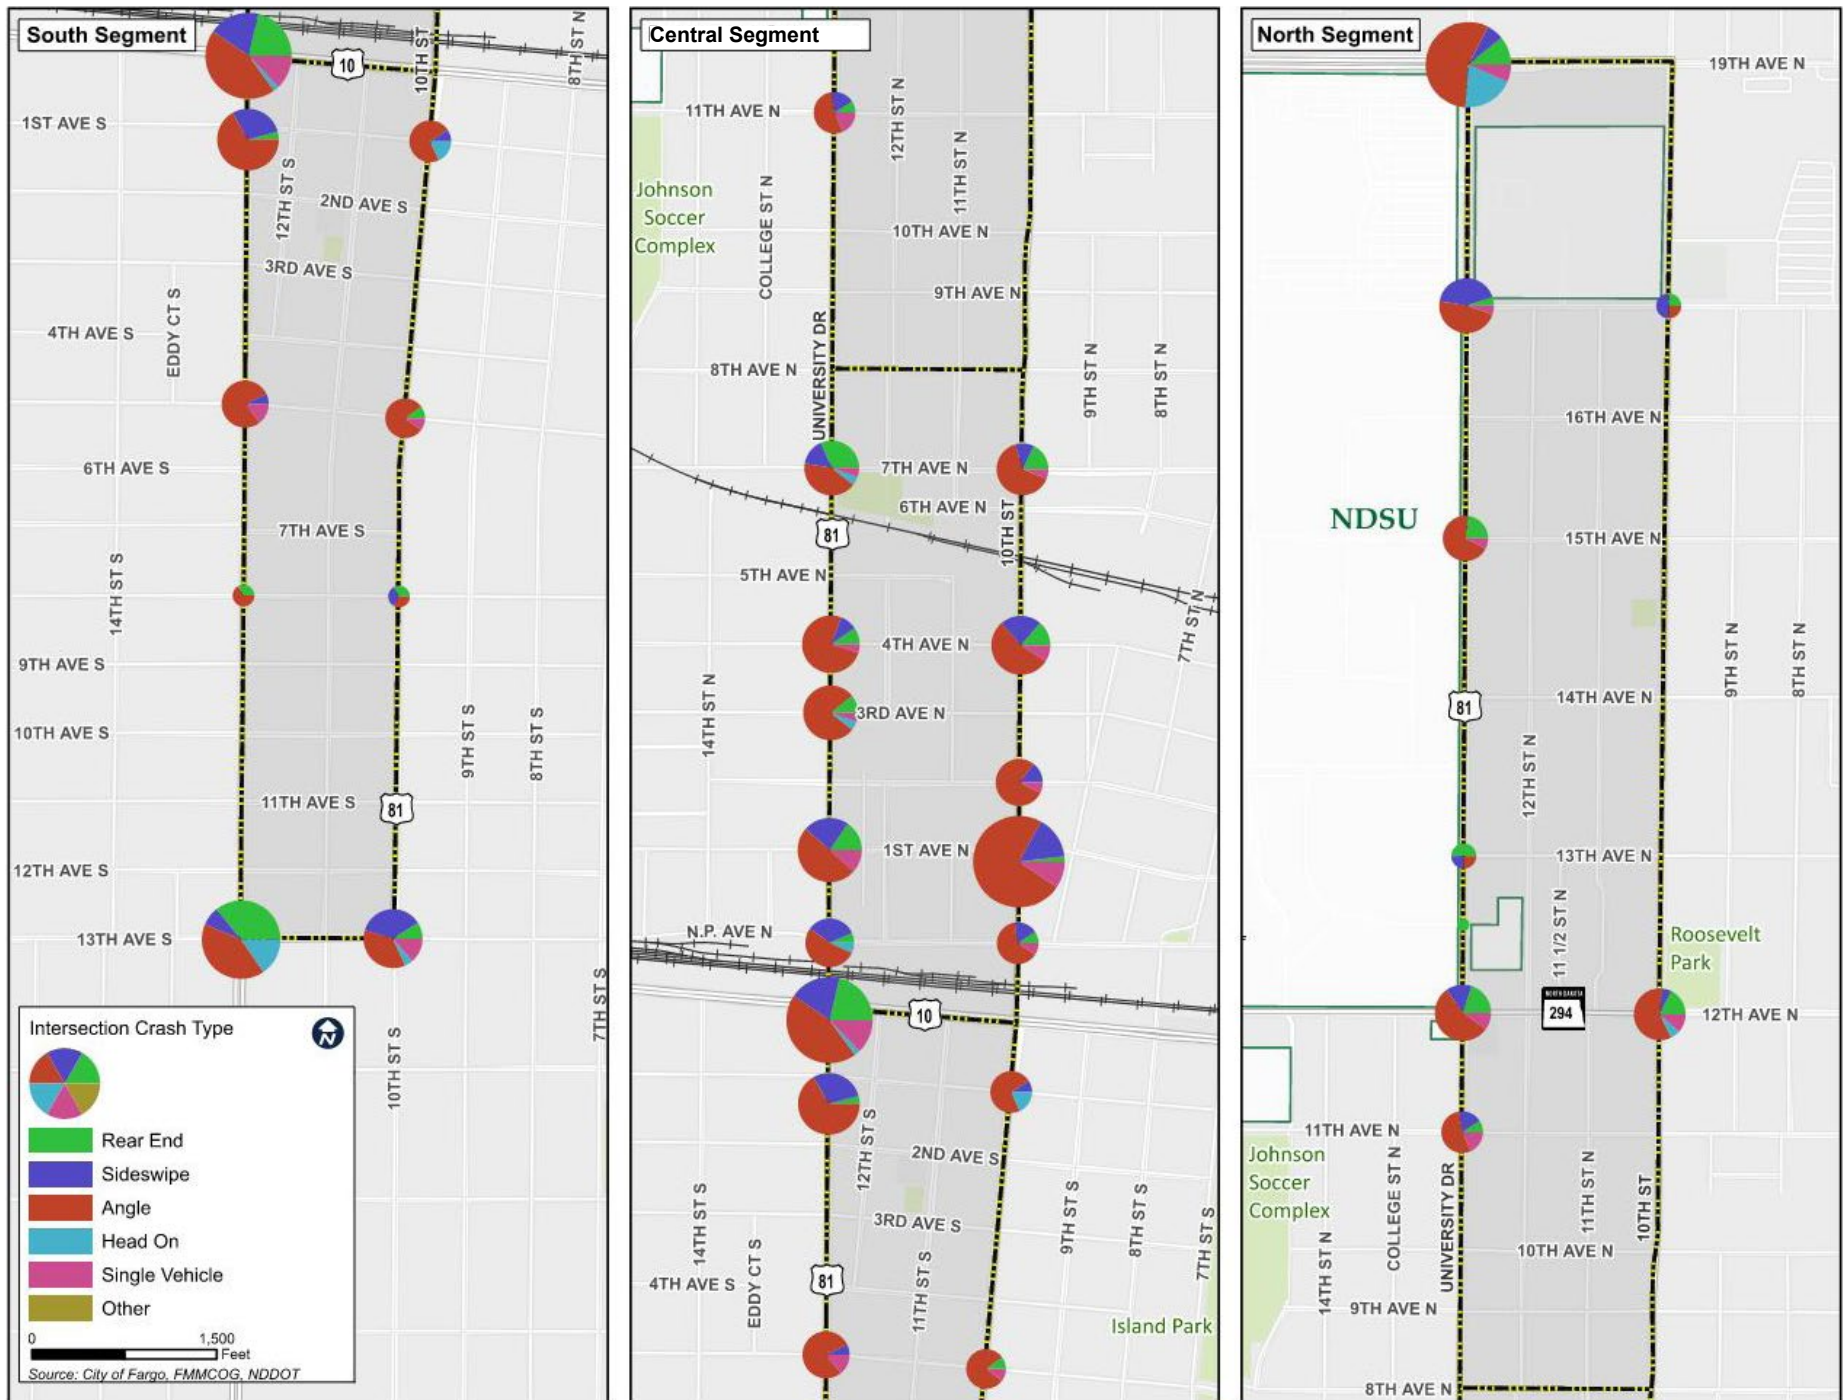 South Segment
10
10TH ST
8TH ST N
1ST AVE S
12TH ST S
2ND AVE S
3RD AVE S
EDDY CT S
4TH AVE S
6TH AVE S
7TH AVE S
14TH ST S
9TH AVE S
10TH AVE S
9TH ST S
8TH ST S
11TH AVE S
81
12TH AVE S
13TH AVE S
7TH ST S
10TH ST S
Intersection Crash Type
N
Rear End
Sideswipe
Angle
Head On
Single Vehicle
Other
0 1,500
Feet
Source: City of Fargo, FMMCOG, NDDOT
Central Segment
11TH AVE N
12TH ST N
11TH ST N
Johnson
Soccer
Complex
COLLEGE ST N
10TH AVE N
9TH AVE N
UNIVERSITY DR
8TH AVE N
9TH ST N
8TH ST N
7TH AVE N
6TH AVE N
81
10TH ST
5TH AVE N
7TH ST N
4TH AVE N
14TH ST N
3RD AVE N
1ST AVE N
N.P. AVE N
10
12TH ST S
2ND AVE S
14TH ST S
3RD AVE S
9TH ST S
8TH ST S
7TH ST S
EDDY CT S
4TH AVE S
81
11TH ST S
Island Park
North Segment
19TH AVE N
16TH AVE N
NDSU
15TH AVE N
9TH ST N
8TH ST N
14TH AVE N
81
12TH ST N
13TH AVE N
11 1/2 ST N
Roosevelt
Park
NORTH DAKOTA
294
12TH AVE N
11TH AVE N
Johnson
Soccer
Complex
COLLEGE ST N
UNIVERSITY DR
11TH ST N
10TH ST
14TH ST N
10TH AVE N
9TH AVE N
8TH AVE N